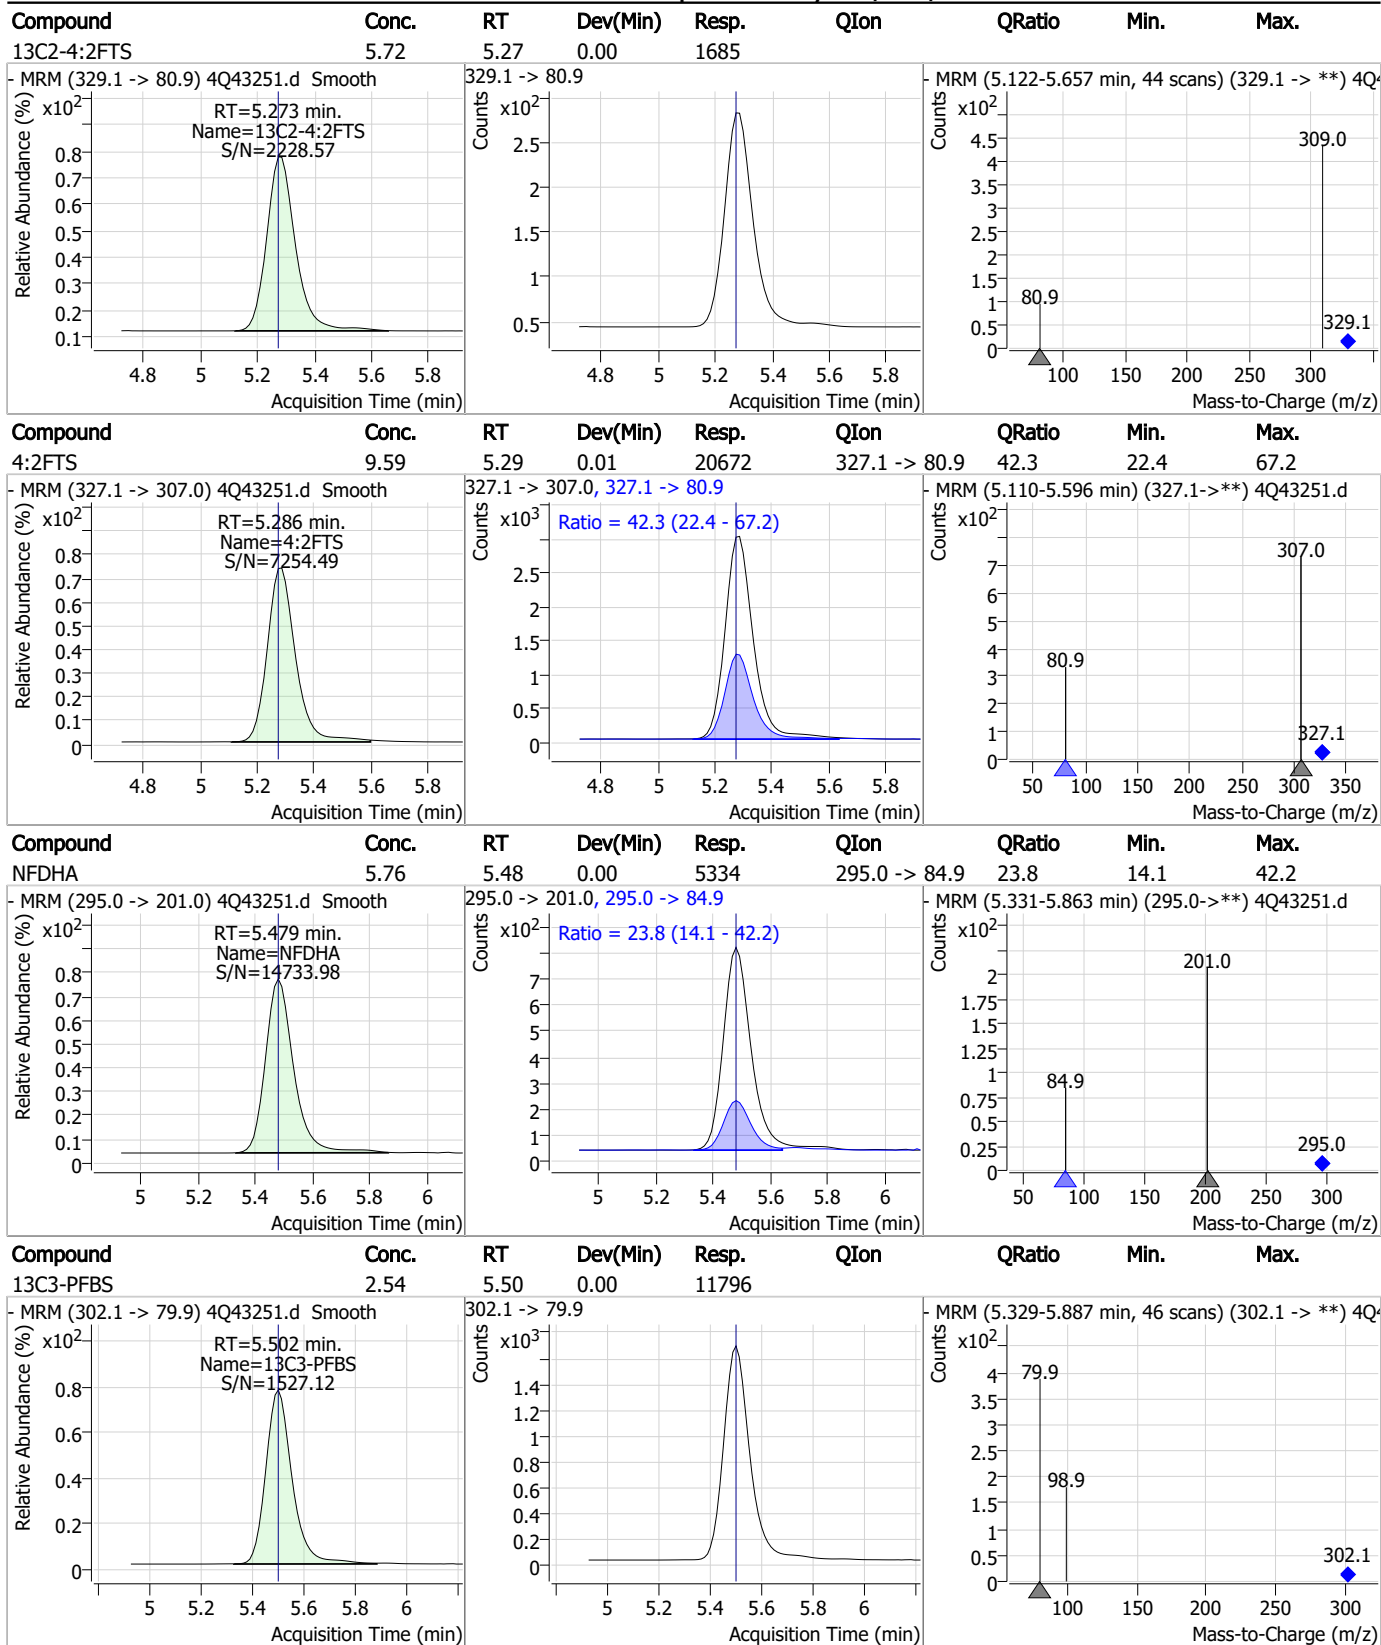 Compound Conc. RT Dev(Min) Resp. QIon QRatio Min. Max.
13C2-4:2FTS 5.72 5.27 0.00 1685
- MRM (329.1 -> 80.9) 4Q43251.d Smooth
Relative Abundance (%)
x10²
RT=5.273 min.
Name=13C2-4:2FTS
S/N=2228.57
0.8
0.7
0.6
0.5
0.4
0.3
0.2
0.1
4.8 5 5.2 5.4 5.6 5.8
Acquisition Time (min)
329.1 -> 80.9
Counts
x10²
2.5
2
1.5
1
0.5
4.8 5 5.2 5.4 5.6 5.8
Acquisition Time (min)
- MRM (5.122-5.657 min, 44 scans) (329.1 -> **) 4Q4
Counts
x10²
4.5
4
3.5
3
2.5
2
1.5
1
0.5
0
309.0
80.9
329.1
100 150 200 250 300
Mass-to-Charge (m/z)
Compound Conc. RT Dev(Min) Resp. QIon QRatio Min. Max.
4:2FTS 9.59 5.29 0.01 20672 327.1 -> 80.9 42.3 22.4 67.2
- MRM (327.1 -> 307.0) 4Q43251.d Smooth
Relative Abundance (%)
x10²
RT=5.286 min.
Name=4:2FTS
S/N=7254.49
0.8
0.7
0.6
0.5
0.4
0.3
0.2
0.1
0
4.8 5 5.2 5.4 5.6 5.8
Acquisition Time (min)
327.1 -> 307.0, 327.1 -> 80.9
Counts
x10³
Ratio = 42.3 (22.4 - 67.2)
2.5
2
1.5
1
0.5
0
4.8 5 5.2 5.4 5.6 5.8
Acquisition Time (min)
- MRM (5.110-5.596 min) (327.1->**) 4Q43251.d
Counts
x10²
7
6
5
4
3
2
1
0
307.0
80.9
327.1
50 100 150 200 250 300 350
Mass-to-Charge (m/z)
Compound Conc. RT Dev(Min) Resp. QIon QRatio Min. Max.
NFDHA 5.76 5.48 0.00 5334 295.0 -> 84.9 23.8 14.1 42.2
- MRM (295.0 -> 201.0) 4Q43251.d Smooth
Relative Abundance (%)
x10²
RT=5.479 min.
Name=NFDHA
S/N=14733.98
0.8
0.7
0.6
0.5
0.4
0.3
0.2
0.1
0
5 5.2 5.4 5.6 5.8 6
Acquisition Time (min)
295.0 -> 201.0, 295.0 -> 84.9
Counts
x10²
Ratio = 23.8 (14.1 - 42.2)
7
6
5
4
3
2
1
0
5 5.2 5.4 5.6 5.8 6
Acquisition Time (min)
- MRM (5.331-5.863 min) (295.0->**) 4Q43251.d
Counts
x10²
2
1.75
1.5
1.25
1
0.75
0.5
0.25
0
201.0
84.9
295.0
50 100 150 200 250 300
Mass-to-Charge (m/z)
Compound Conc. RT Dev(Min) Resp. QIon QRatio Min. Max.
13C3-PFBS 2.54 5.50 0.00 11796
- MRM (302.1 -> 79.9) 4Q43251.d Smooth
Relative Abundance (%)
x10²
RT=5.502 min.
Name=13C3-PFBS
S/N=1527.12
0.8
0.6
0.4
0.2
0
5 5.2 5.4 5.6 5.8 6
Acquisition Time (min)
302.1 -> 79.9
Counts
x10³
1.4
1.2
1
0.8
0.6
0.4
0.2
0
5 5.2 5.4 5.6 5.8 6
Acquisition Time (min)
- MRM (5.329-5.887 min, 46 scans) (302.1 -> **) 4Q4
Counts
x10²
4
3.5
3
2.5
2
1.5
1
0.5
0
79.9
98.9
302.1
100 150 200 250 300
Mass-to-Charge (m/z)